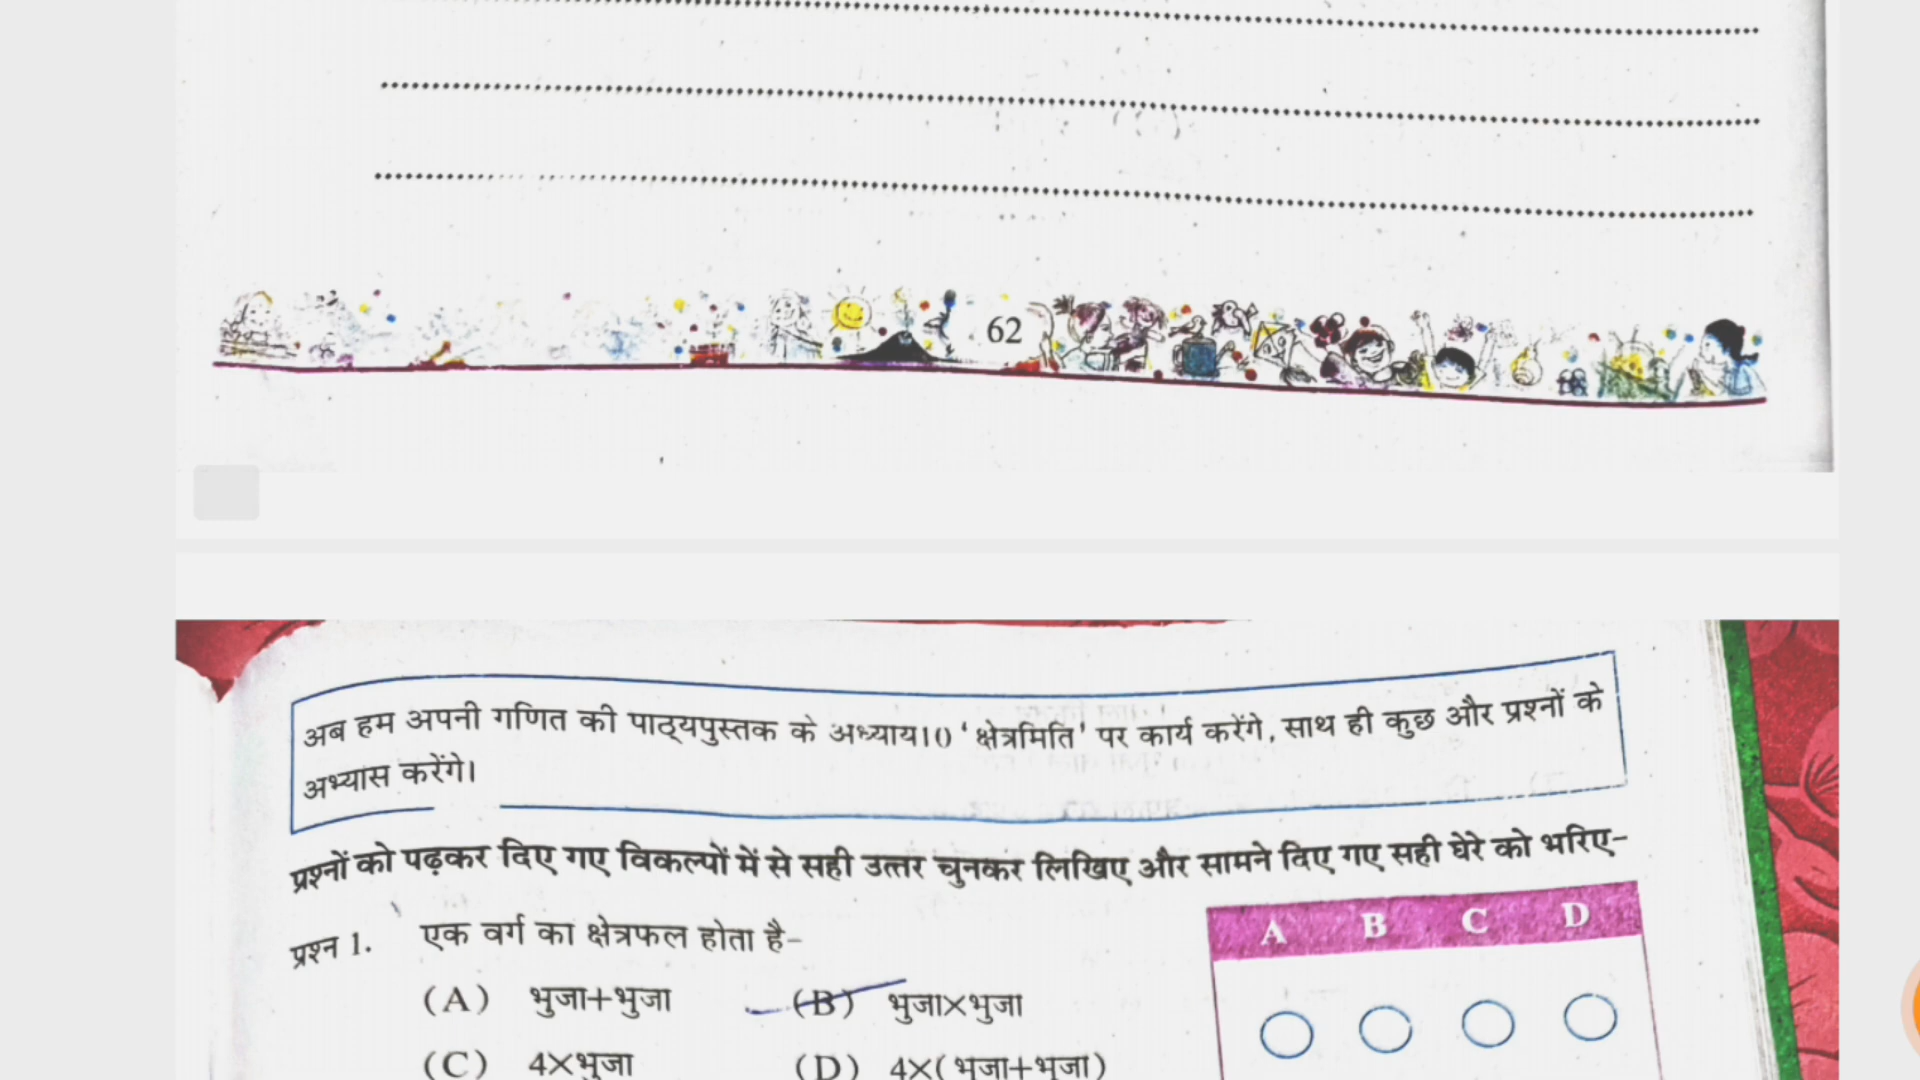 62
अब हम अपनी गणित की पाठ्यपुस्तक के अध्याय10 'क्षेत्रमिति' पर कार्य करेंगे, साथ ही कुछ और प्रश्नों के
अभ्यास करेंगे।
प्रश्नों को पढ़कर दिए गए विकल्पों में से सही उत्तर चुनकर लिखिए और सामने दिए गए सही घेरे को भरिए-
A B C D
प्रश्न 1. एक वर्ग का क्षेत्रफल होता है-
(A) भुजा+भुजा (B) भुजा×भुजा
(C) 4×भुजा (D) 4×(भुजा+भुजा)